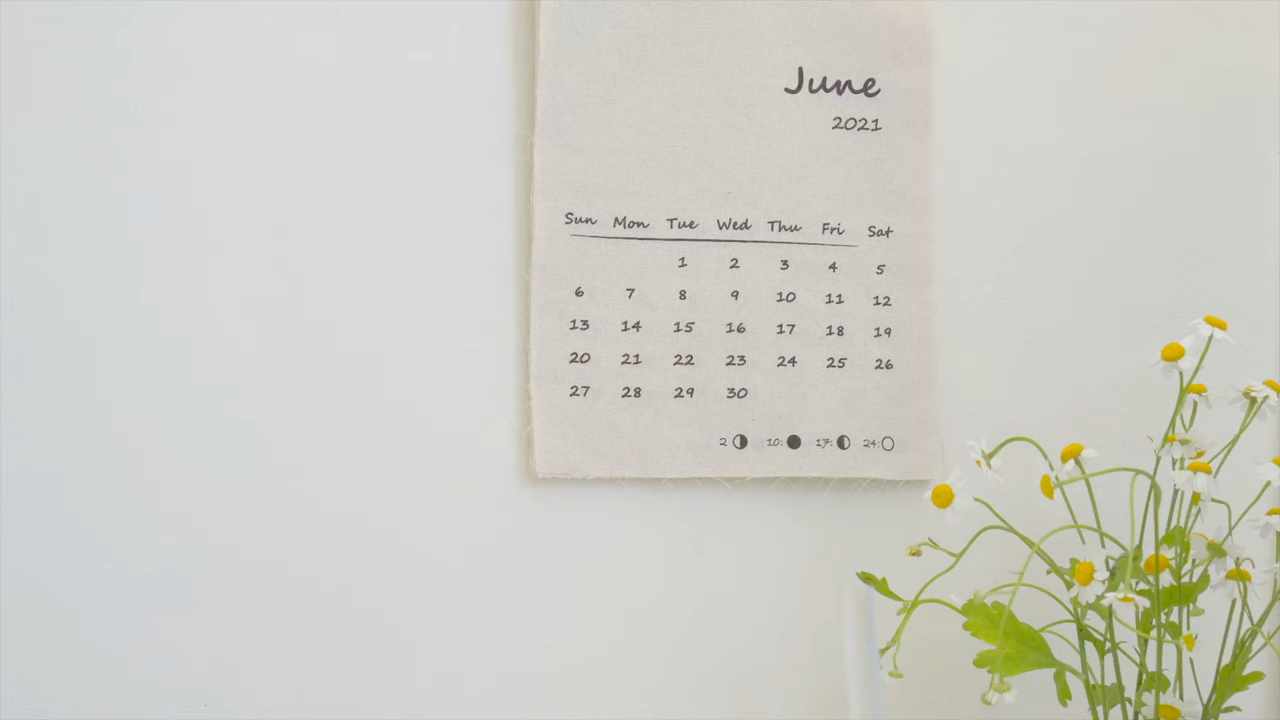 June
2021
Sun Mon Tue Wed Thu Fri Sat
1 2 3 4 5
6 7 8 9 10 11 12
13 14 15 16 17 18 19
20 21 22 23 24 25 26
27 28 29 30
2 10: 17: 24: